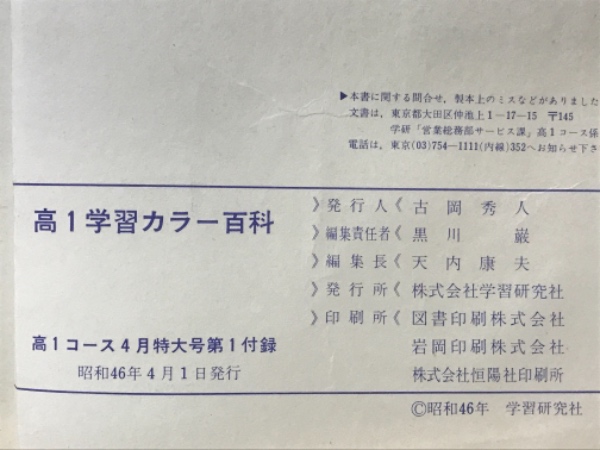 ▶本書に関する問合せ，製本上のミスなどがありました
文書は，東京都大田区仲池上1－17－15　〒145
学研「営業総務部サービス課」高1コース係
電話は，東京(03)754－1111(内線)352へお知らせ下さ
高1学習カラー百科
高1コース4月特大号第1付録
昭和46年4月1日発行
》発行人《　古岡秀人
》編集責任者《　黒川　巌
》編集長《　天内康夫
》発行所《　株式会社学習研究社
》印刷所《　図書印刷株式会社
岩岡印刷株式会社
株式会社恒陽社印刷所
©昭和46年　学習研究社